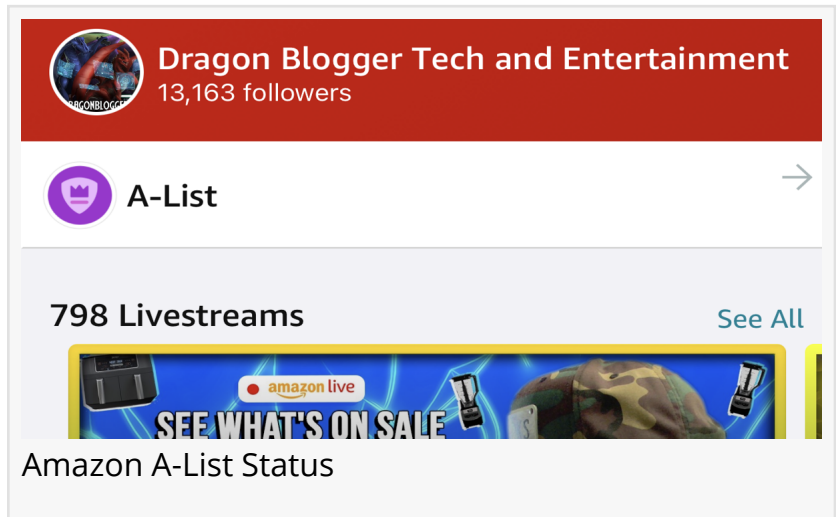 Dragon Blogger Tech and Entertainment
13,163 followers
DRAGONBLOGGER
A-List
798 Livestreams
See All
amazon live
SEE WHAT'S ON SALE
S
Amazon A-List Status